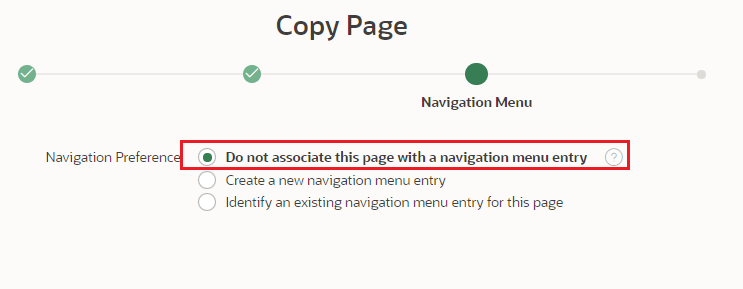 Copy Page
Navigation Menu
Navigation Preference Do not associate this page with a navigation menu entry ?
Create a new navigation menu entry
Identify an existing navigation menu entry for this page